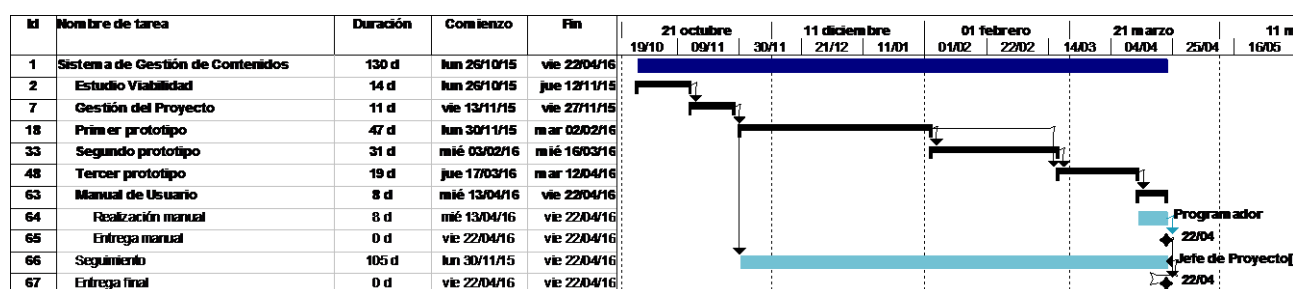 Id Nombre de tarea Duración Comienzo Fin
21 octubre 11 diciembre 01 febrero 21 marzo 11 m
19/10 09/11 30/11 21/12 11/01 01/02 22/02 14/03 04/04 25/04 16/05
1 Sistema de Gestión de Contenidos 130 d lun 26/10/15 vie 22/04/16
2 Estudio Viabilidad 14 d lun 26/10/15 jue 12/11/15
7 Gestión del Proyecto 11 d vie 13/11/15 vie 27/11/15
18 Primer prototipo 47 d lun 30/11/15 mar 02/02/16
33 Segundo prototipo 31 d mié 03/02/16 mié 16/03/16
48 Tercer prototipo 19 d jue 17/03/16 mar 12/04/16
63 Manual de Usuario 8 d mié 13/04/16 vie 22/04/16
64 Realización manual 8 d mié 13/04/16 vie 22/04/16 Programador
65 Entrega manual 0 d vie 22/04/16 vie 22/04/16 22/04
66 Seguimiento 105 d lun 30/11/15 vie 22/04/16 Jefe de Proyecto[
67 Entrega final 0 d vie 22/04/16 vie 22/04/16 22/04